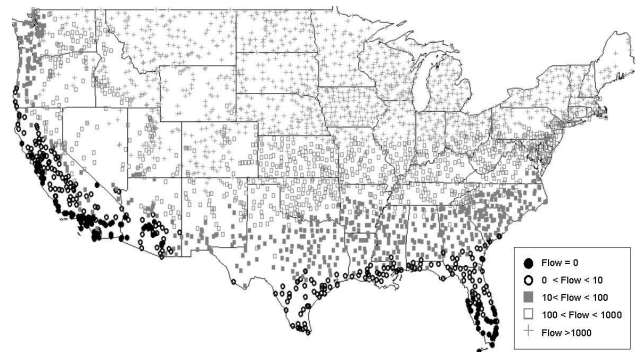 Flow = 0
0 < Flow < 10
10< Flow < 100
100 < Flow < 1000
Flow >1000